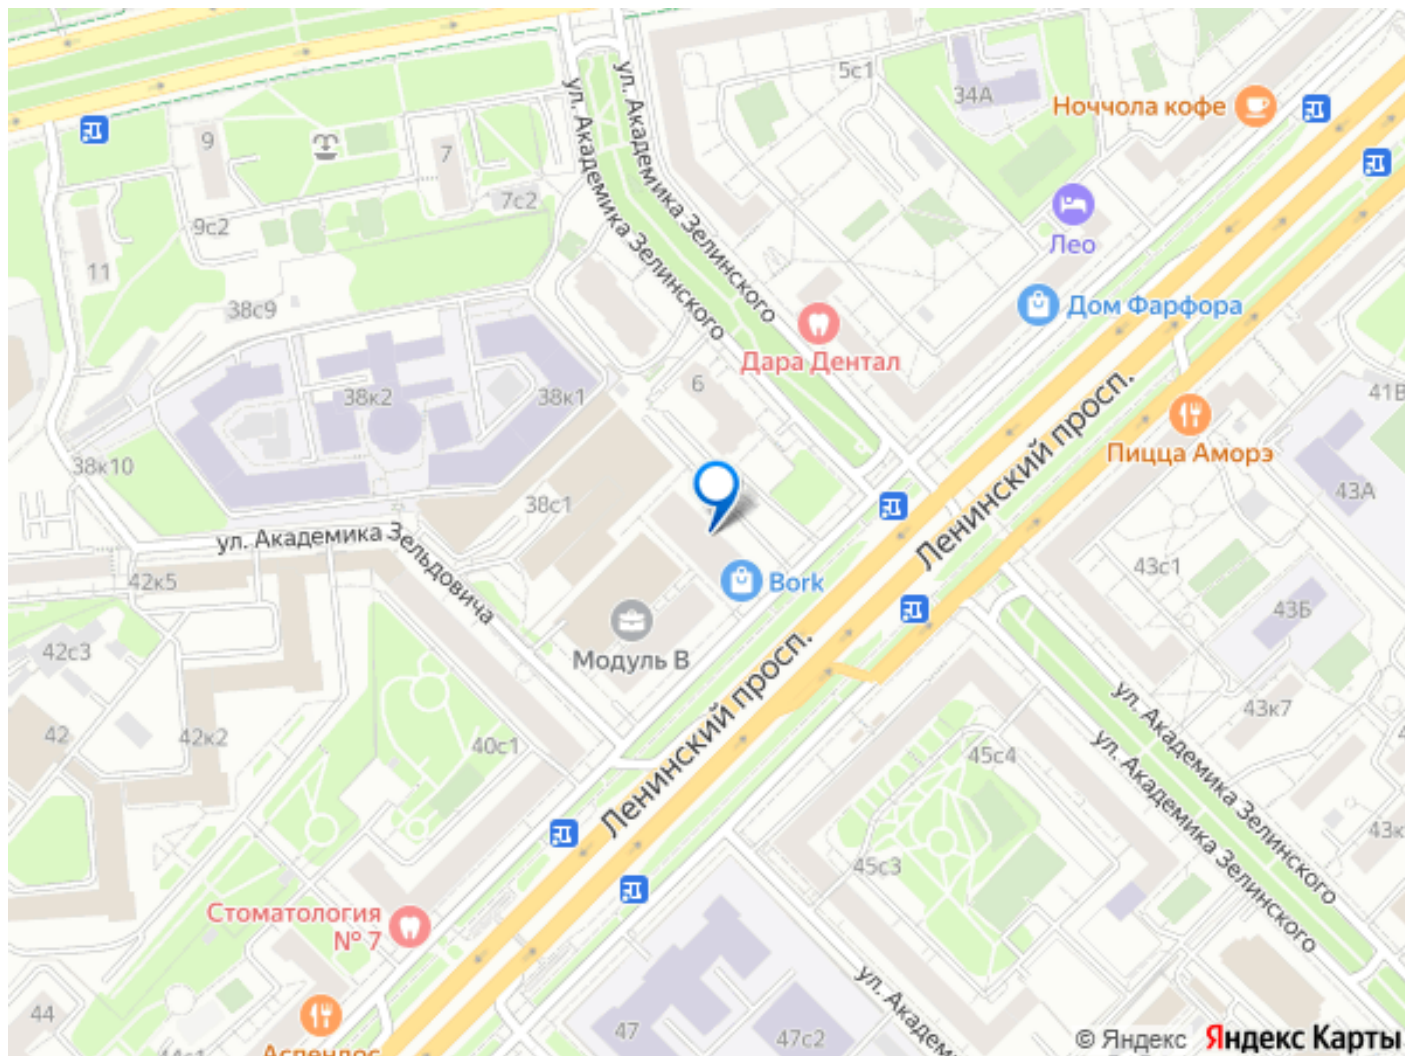 5с1
34А
Ноччола кофе
ул. Академика Зелинского
ул. Академика Зелинского
9
7
7с2
9с2
11
Лео
38с9
Дом Фарфора
Дара Дентал
38к2
38к1
6
41В
Ленинский просп.
Пицца Аморэ
38к10
38с1
43А
ул. Академика Зельдовича
42к5
Bork
43с1
43Б
42с3
Модуль В
Ленинский просп.
42
42к2
40с1
45с4
43к7
ул. Академика Зелинского
ул. Академика Зелинского
43к
45с3
Стоматология
№ 7
44
47
47с2
© Яндекс Яндекс Карты